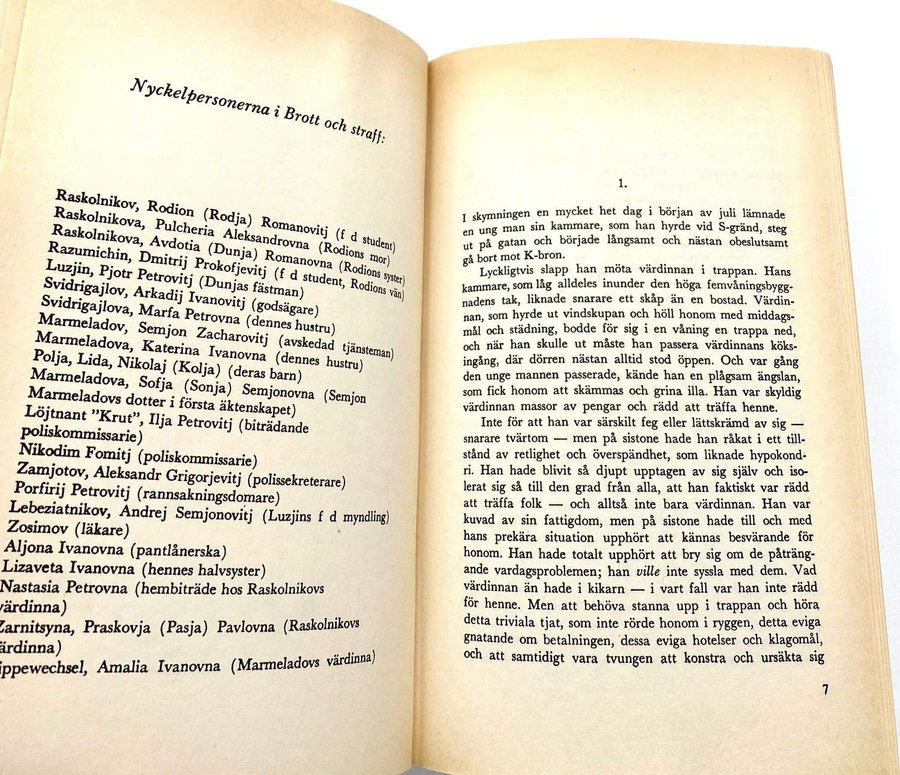 Nyckelpersonerna i Brott och straff:
Raskolnikov, Rodion (Rodja) Romanovitj (f d student)
Raskolnikova, Pulcheria Aleksandrovna (Rodions mor)
Raskolnikova, Avdotia (Dunja) Romanovna (Rodions syster)
Razumichin, Dmitrij Prokofjevitj (f d student, Rodions vän)
Luzjin, Pjotr Petrovitj (Dunjas fästman)
Svidrigajlov, Arkadij Ivanovitj (godsägare)
Svidrigajlova, Marfa Petrovna (dennes hustru)
Marmeladov, Semjon Zacharovitj (avskedad tjänsteman)
Marmeladova, Katerina Ivanovna (dennes hustru)
Polja, Lida, Nikolaj (Kolja) (deras barn)
Marmeladova, Sofja (Sonja) Semjonovna (Semjon
Marmeladovs dotter i första äktenskapet)
Löjtnant ”Krut”, Ilja Petrovitj (biträdande
poliskommissarie)
Nikodim Fomitj (poliskommissarie)
Zamjotov, Aleksandr Grigorjevitj (polissekreterare)
Porfirij Petrovitj (rannsakningsdomare)
Lebeziatnikov, Andrej Semjonovitj (Luzjins f d myndling)
Zosimov (läkare)
Aljona Ivanovna (pantlånerska)
Lizaveta Ivanovna (hennes halvsyster)
Nastasia Petrovna (hembiträde hos Raskolnikovs
värdinna)
Zarnitsyna, Praskovja (Pasja) Pavlovna (Raskolnikovs
ärdinna)
ippewechsel, Amalia Ivanovna (Marmeladovs värdinna)
1.
I skymningen en mycket het dag i början av juli lämnade
en ung man sin kammare, som han hyrde vid S-gränd, steg
ut på gatan och började långsamt och nästan obeslutsamt
gå bort mot K-bron.
Lyckligtvis slapp han möta värdinnan i trappan. Hans
kammare, som låg alldeles inunder den höga femvåningsbygg-
nadens tak, liknade snarare ett skåp än en bostad. Värdin-
nan, som hyrde ut vindskupan och höll honom med middags-
mål och städning, bodde för sig i en våning en trappa ned,
och när han skulle ut måste han passera värdinnans köks-
ingång, där dörren nästan alltid stod öppen. Och var gång
den unge mannen passerade, kände han en plågsam ängslan,
som fick honom att skämmas och grina illa. Han var skyldig
värdinnan massor av pengar och rädd att träffa henne.
Inte för att han var särskilt feg eller lättskrämd av sig —
snarare tvärtom — men på sistone hade han råkat i ett till-
stånd av retlighet och överspändhet, som liknade hypokond-
ri. Han hade blivit så djupt upptagen av sig själv och iso-
lerat sig så till den grad från alla, att han faktiskt var rädd
att träffa folk — och alltså inte bara värdinnan. Han var
kuvad av sin fattigdom, men på sistone hade till och med
hans prekära situation upphört att kännas besvärande för
honom. Han hade totalt upphört att bry sig om de påträng-
ande vardagsproblemen; han ville inte syssla med dem. Vad
värdinnan än hade i kikarn — i vart fall var han inte rädd
för henne. Men att behöva stanna upp i trappan och höra
detta triviala tjat, som inte rörde honom i ryggen, detta eviga
gnatande om betalningen, dessa eviga hotelser och klagomål,
och att samtidigt vara tvungen att konstra och ursäkta sig
7